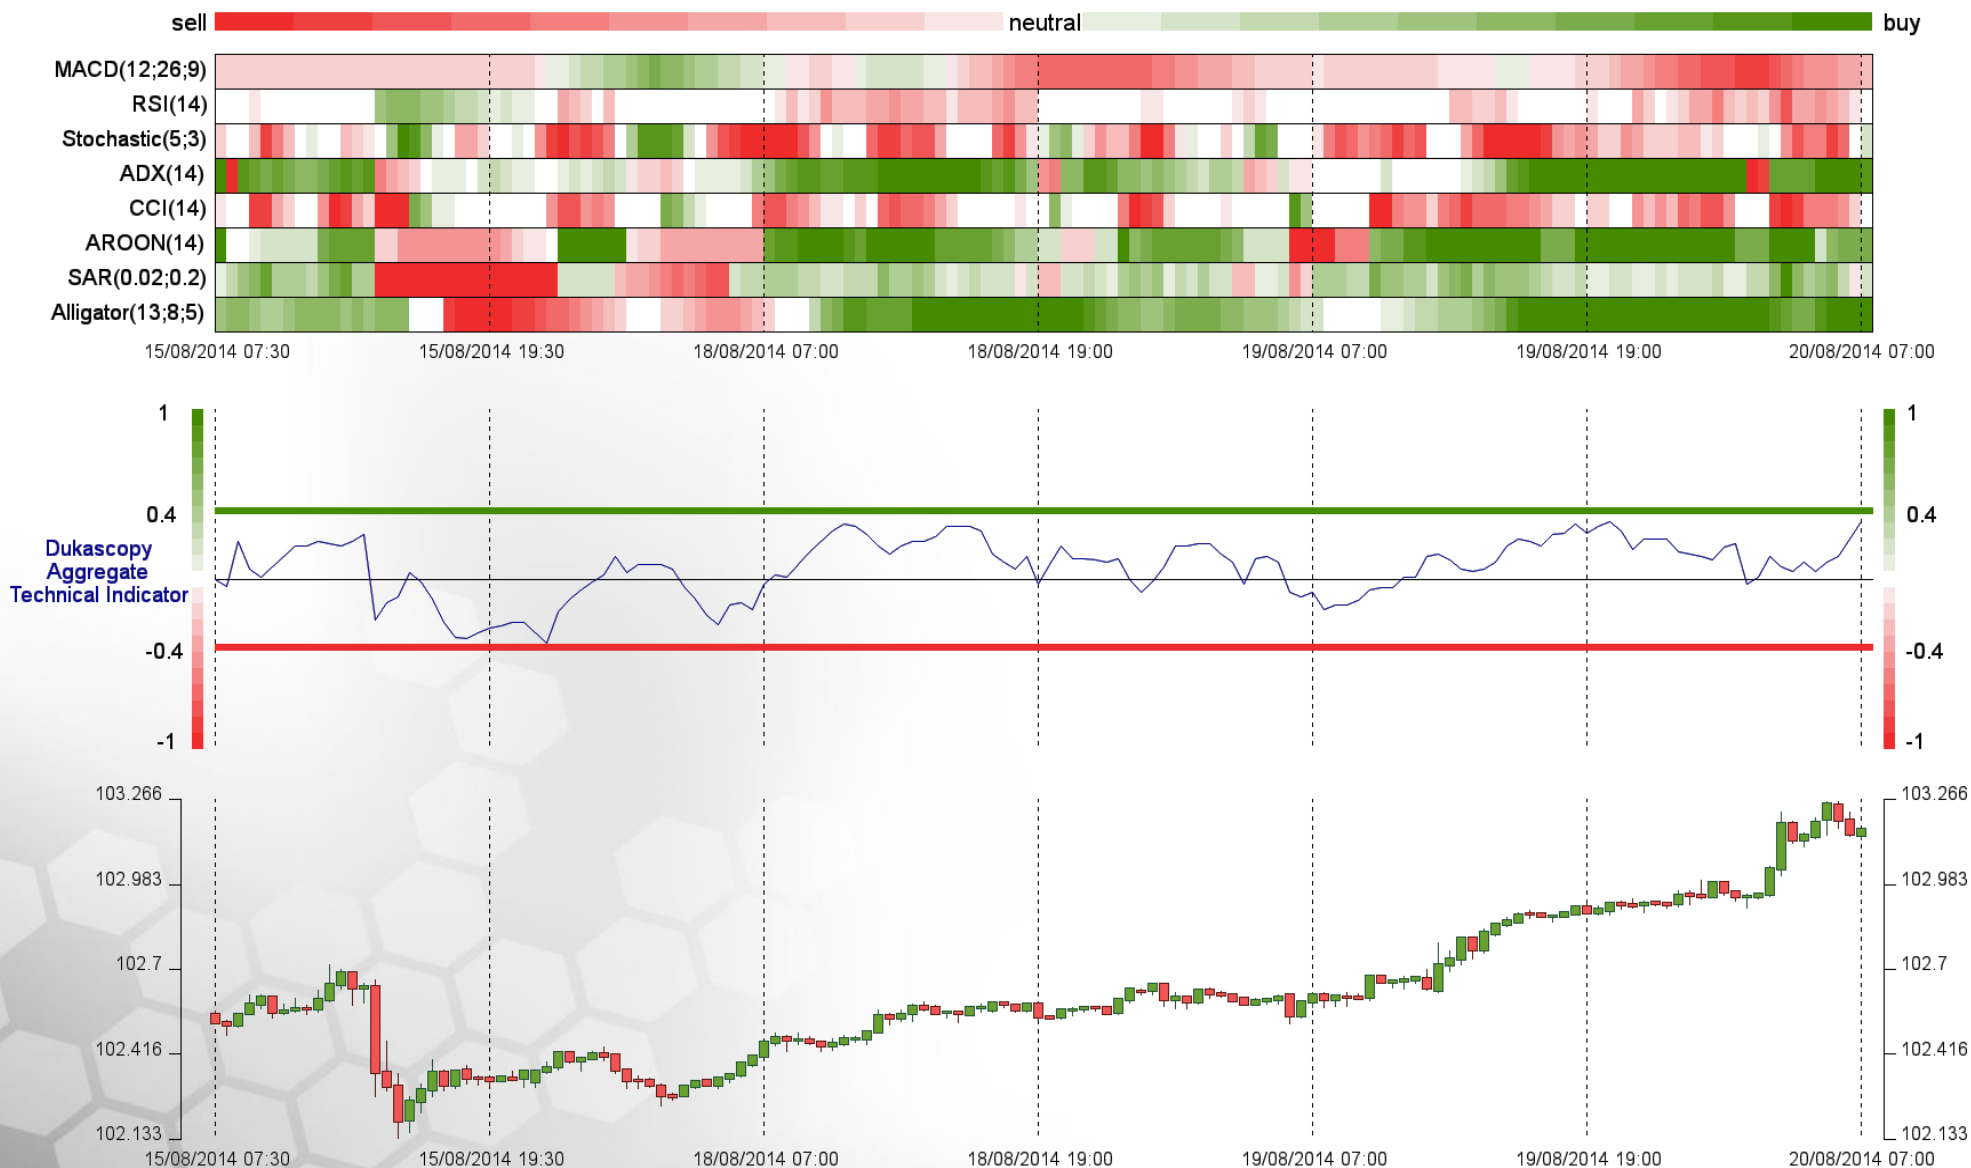 sell neutral buy
MACD(12;26;9)
RSI(14)
Stochastic(5;3)
ADX(14)
CCI(14)
AROON(14)
SAR(0.02;0.2)
Alligator(13;8;5)
15/08/2014 07:30 15/08/2014 19:30 18/08/2014 07:00 18/08/2014 19:00 19/08/2014 07:00 19/08/2014 19:00 20/08/2014 07:00
1 1
0.4 0.4
Dukascopy
Aggregate
Technical Indicator
-0.4 -0.4
-1 -1
103.266 103.266
102.983 102.983
102.7 102.7
102.416 102.416
102.133 102.133
15/08/2014 07:30 15/08/2014 19:30 18/08/2014 07:00 18/08/2014 19:00 19/08/2014 07:00 19/08/2014 19:00 20/08/2014 07:00